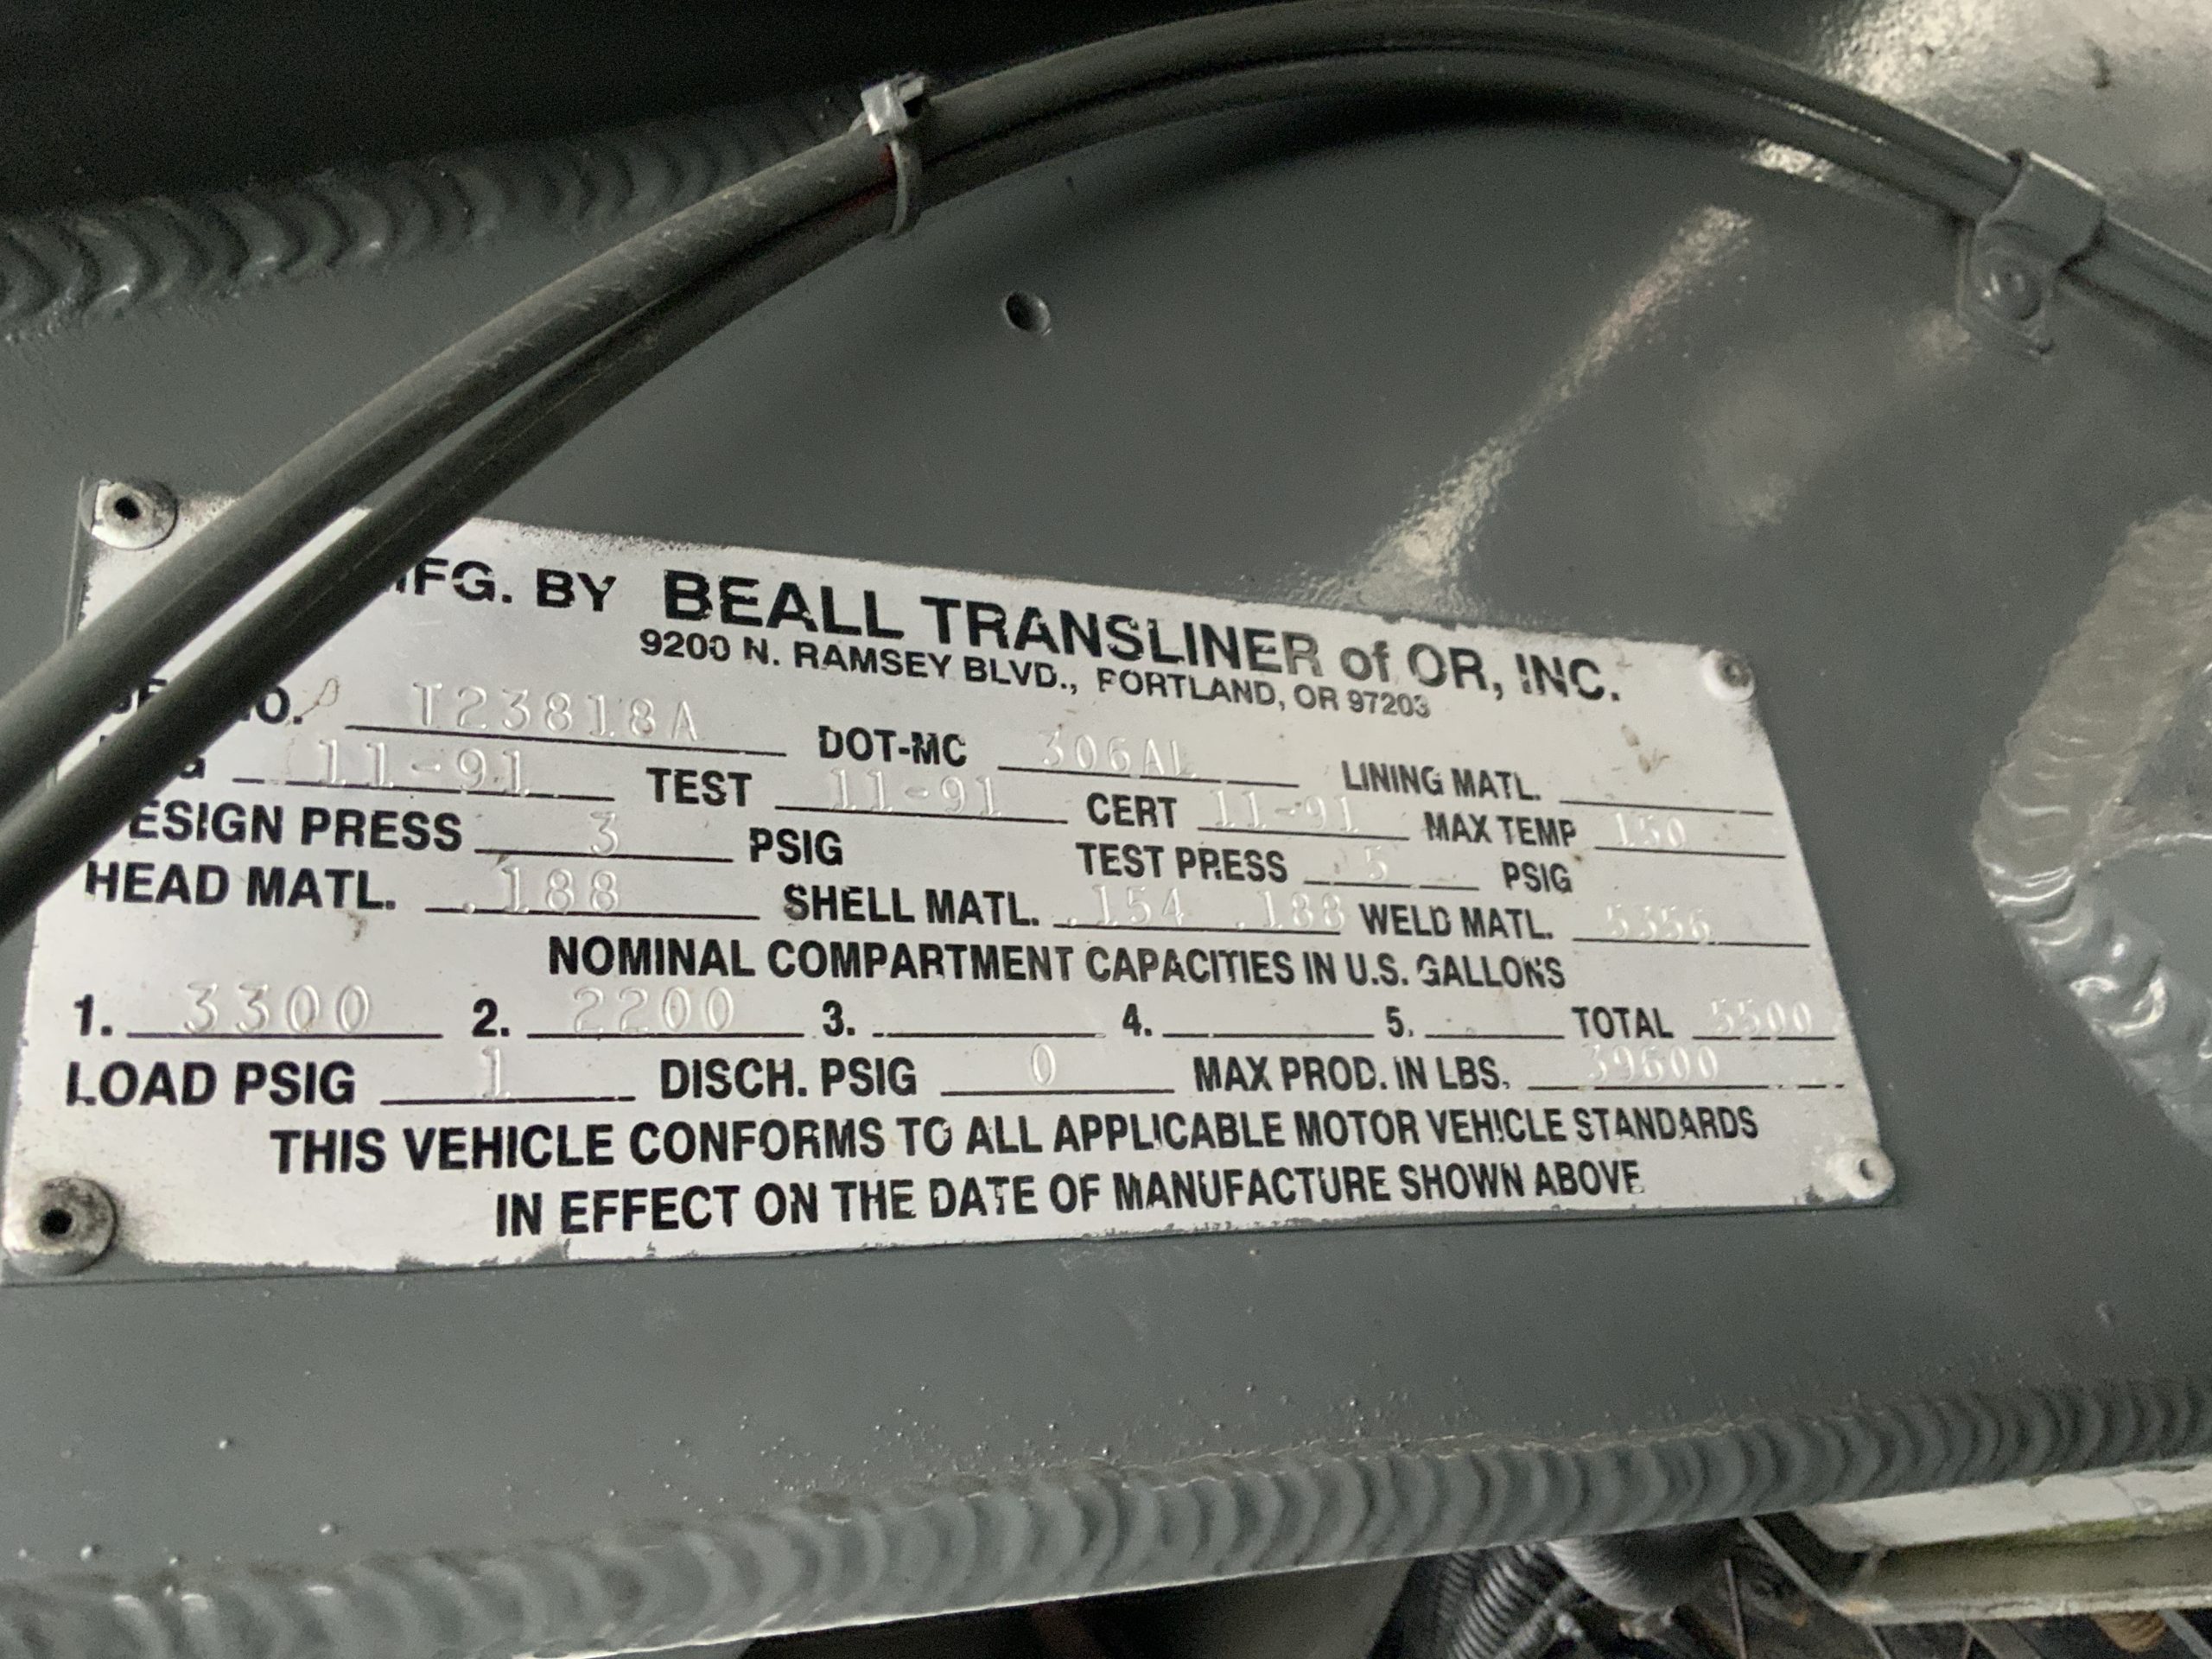 MFG. BY BEALL TRANSLINER of OR, INC.
9200 N. RAMSEY BLVD., PORTLAND, OR 97203
NO. T23818A DOT-MC 306AL LINING MATL.
11-91 TEST 11-91 CERT 11-91 MAX TEMP 150
DESIGN PRESS 3 PSIG TEST PRESS 5 PSIG
HEAD MATL. .188 SHELL MATL. .154 .188 WELD MATL. 5356
NOMINAL COMPARTMENT CAPACITIES IN U.S. GALLONS
1. 3300 2. 2200 3. 4. 5. TOTAL 5500
LOAD PSIG 1 DISCH. PSIG 0 MAX PROD. IN LBS. 39600
THIS VEHICLE CONFORMS TO ALL APPLICABLE MOTOR VEHICLE STANDARDS
IN EFFECT ON THE DATE OF MANUFACTURE SHOWN ABOVE